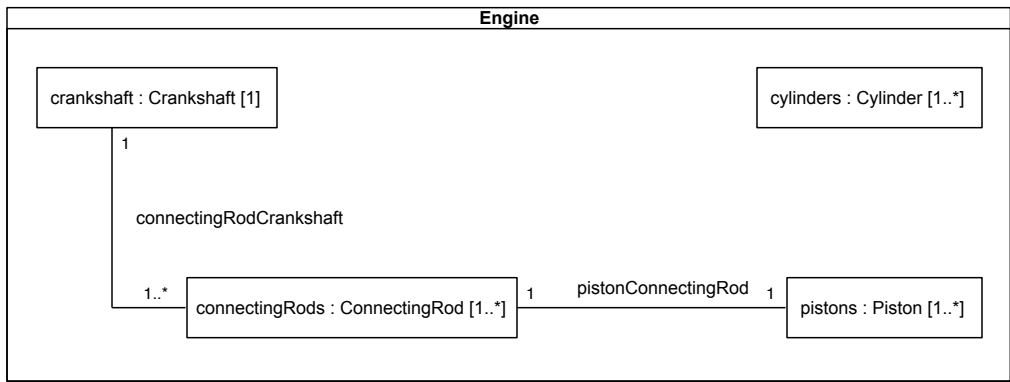 Engine
crankshaft : Crankshaft [1]
cylinders : Cylinder [1..*]
1
connectingRodCrankshaft
1..*
connectingRods : ConnectingRod [1..*]
1
pistonConnectingRod
1
pistons : Piston [1..*]